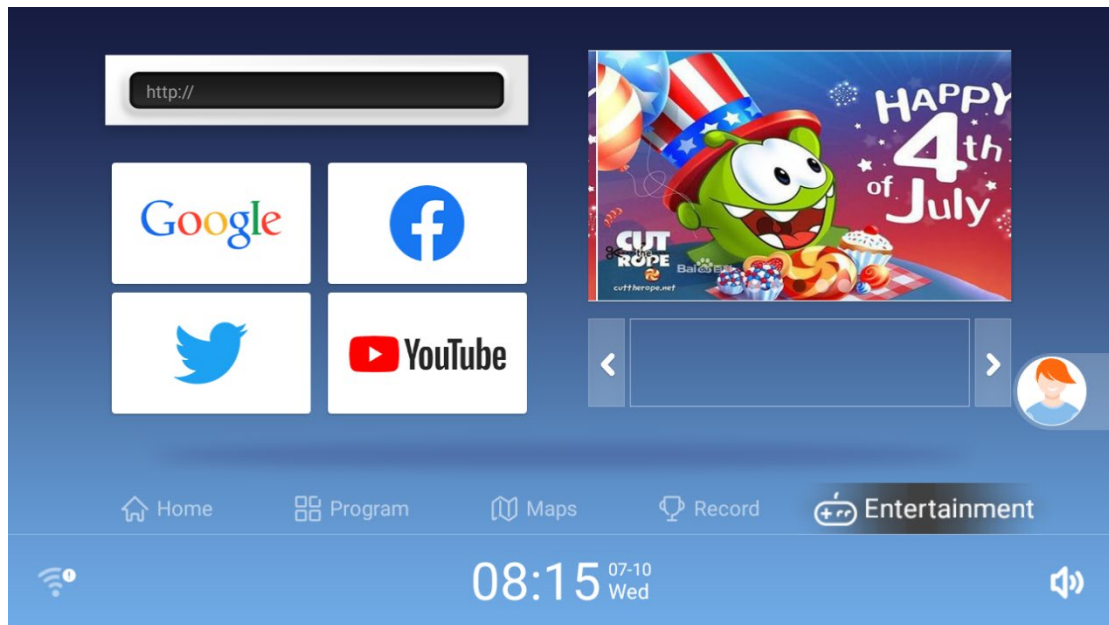 http://
Google
YouTube
HAPPY
4th
of
July
CUT
the
ROPE
cuttherope.net
Home
Program
Maps
Record
Entertainment
08:15
07-10
Wed